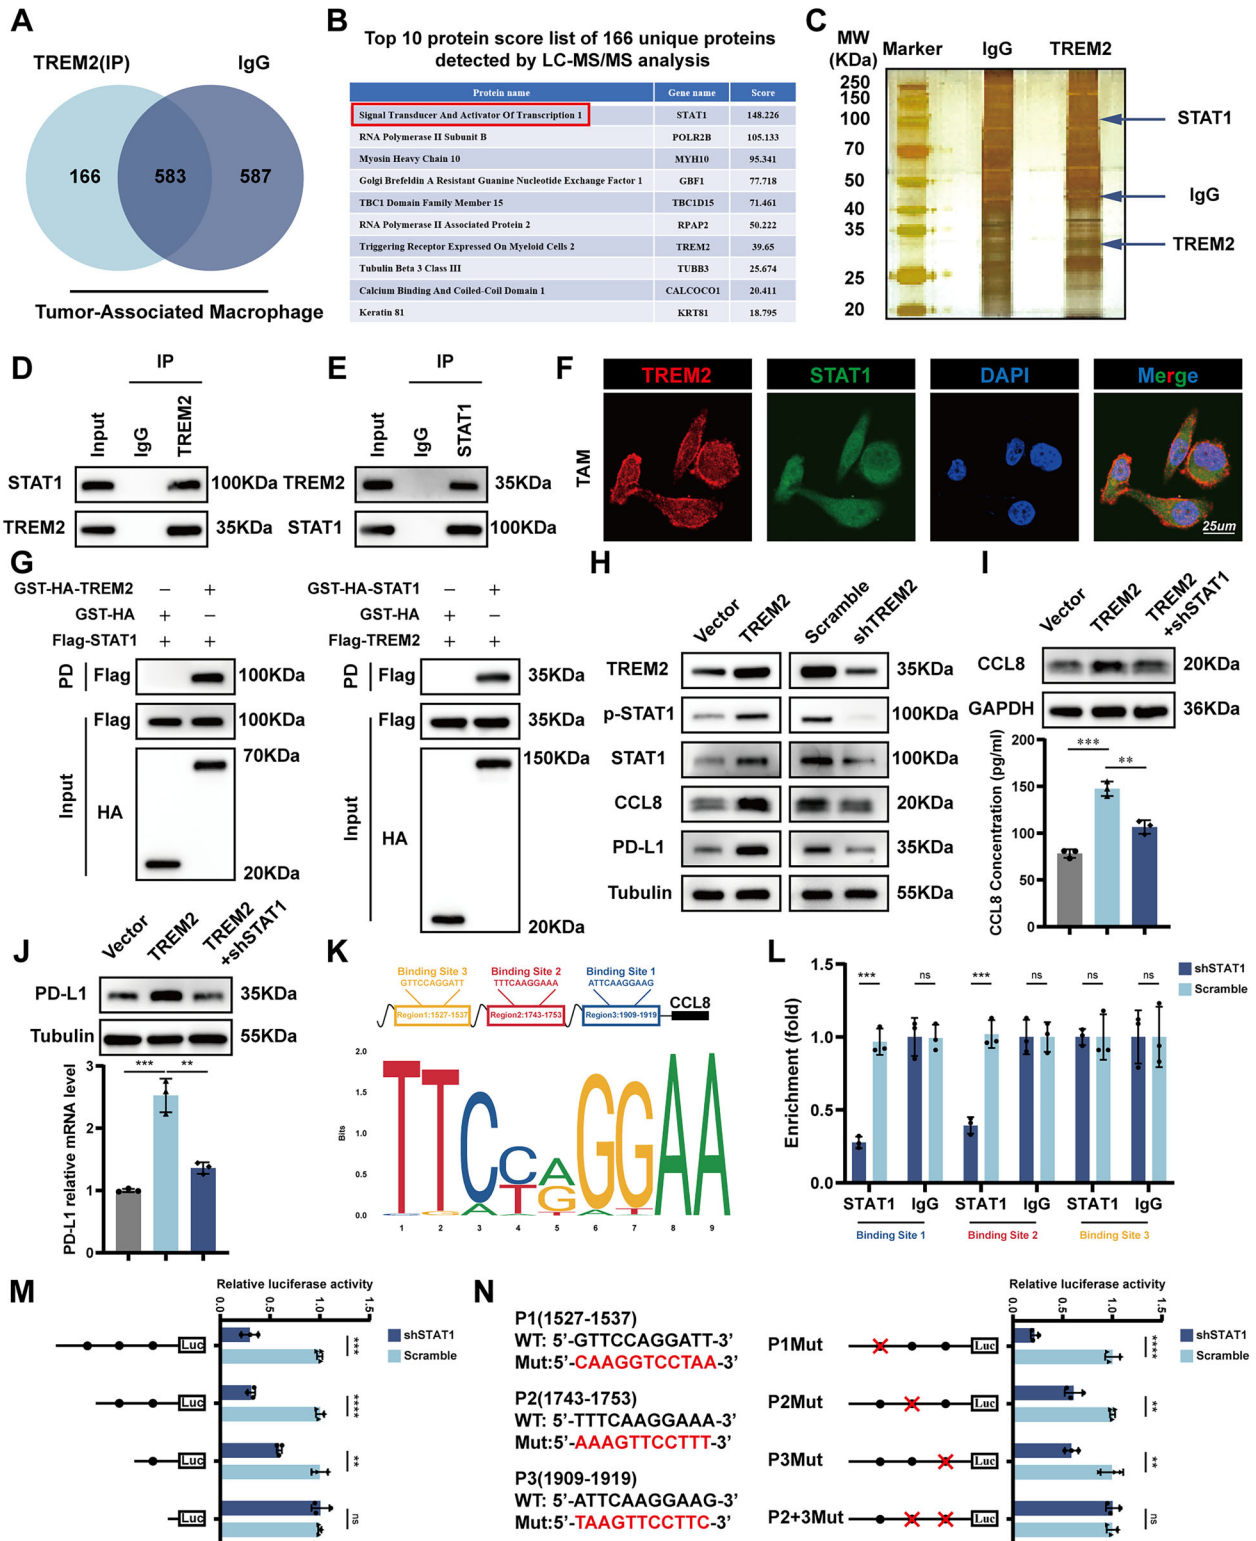 A
TREM2(IP)
IgG
166
583
587
Tumor-Associated Macrophage
B
Top 10 protein score list of 166 unique proteins
detected by LC-MS/MS analysis
Protein name Gene name Score
Signal Transducer And Activator Of Transcription 1 STAT1 148.226
RNA Polymerase II Subunit B POLR2B 105.133
Myosin Heavy Chain 10 MYH10 95.341
Golgi Brefeldin A Resistant Guanine Nucleotide Exchange Factor 1 GBF1 77.718
TBC1 Domain Family Member 15 TBC1D15 71.461
RNA Polymerase II Associated Protein 2 RPAP2 50.222
Triggering Receptor Expressed On Myeloid Cells 2 TREM2 39.65
Tubulin Beta 3 Class III TUBB3 25.674
Calcium Binding And Coiled-Coil Domain 1 CALCOCO1 20.411
Keratin 81 KRT81 18.795
C
MW
(KDa)
Marker IgG TREM2
250
150
100
70
50
40
35
25
20
STAT1
IgG
TREM2
D
IP
Input IgG TREM2
STAT1 100KDa
TREM2 35KDa
E
IP
Input IgG STAT1
TREM2 35KDa
STAT1 100KDa
F
TREM2 STAT1 DAPI Merge
TAM
25um
G
GST-HA-TREM2 − +
GST-HA + −
Flag-STAT1 + +
PD Flag 100KDa
Input Flag 100KDa
HA 70KDa
20KDa
GST-HA-STAT1 − +
GST-HA + −
Flag-TREM2 + +
PD Flag 35KDa
Input Flag 35KDa
HA 150KDa
20KDa
H
Vector TREM2 Scramble shTREM2
TREM2 35KDa
p-STAT1 100KDa
STAT1 100KDa
CCL8 20KDa
PD-L1 35KDa
Tubulin 55KDa
I
Vector TREM2 TREM2
+shSTAT1
CCL8 20KDa
GAPDH 36KDa
CCL8 Concentration (pg/ml)
200
150
100
50
0
*** **
J
Vector TREM2 TREM2
+shSTAT1
PD-L1 35KDa
Tubulin 55KDa
PD-L1 relative mRNA level
3
2
1
0
*** **
K
Binding Site 3 Binding Site 2 Binding Site 1
GTTCCAGGATT TTTCAAGGAAA ATTCAAGGAAG
Region1:1527-1537 Region2:1743-1753 Region3:1909-1919 CCL8
Bits
2.0
1.5
1.0
0.5
0.0
T T C C A G G A A
A T G A T
1 2 3 4 5 6 7 8 9
L
Enrichment (fold)
1.5
1.0
0.5
0.0
*** ns *** ns ns ns
shSTAT1
Scramble
STAT1 IgG STAT1 IgG STAT1 IgG
Binding Site 1 Binding Site 2 Binding Site 3
M
Relative luciferase activity
0.0 0.5 1.0 1.5
shSTAT1
Scramble
Luc ***
Luc ****
Luc **
Luc ns
N
P1(1527-1537)
WT: 5’-GTTCCAGGATT-3’
Mut:5’-CAAGGTCCTAA-3’
P2(1743-1753)
WT: 5’-TTTCAAGGAAA-3’
Mut:5’-AAAGTTCCTTT-3’
P3(1909-1919)
WT: 5’-ATTCAAGGAAG-3’
Mut:5’-TAAGTTCCTTC-3’
Relative luciferase activity
0.0 0.5 1.0 1.5
shSTAT1
Scramble
P1Mut Luc ****
P2Mut Luc **
P3Mut Luc **
P2+3Mut Luc ns